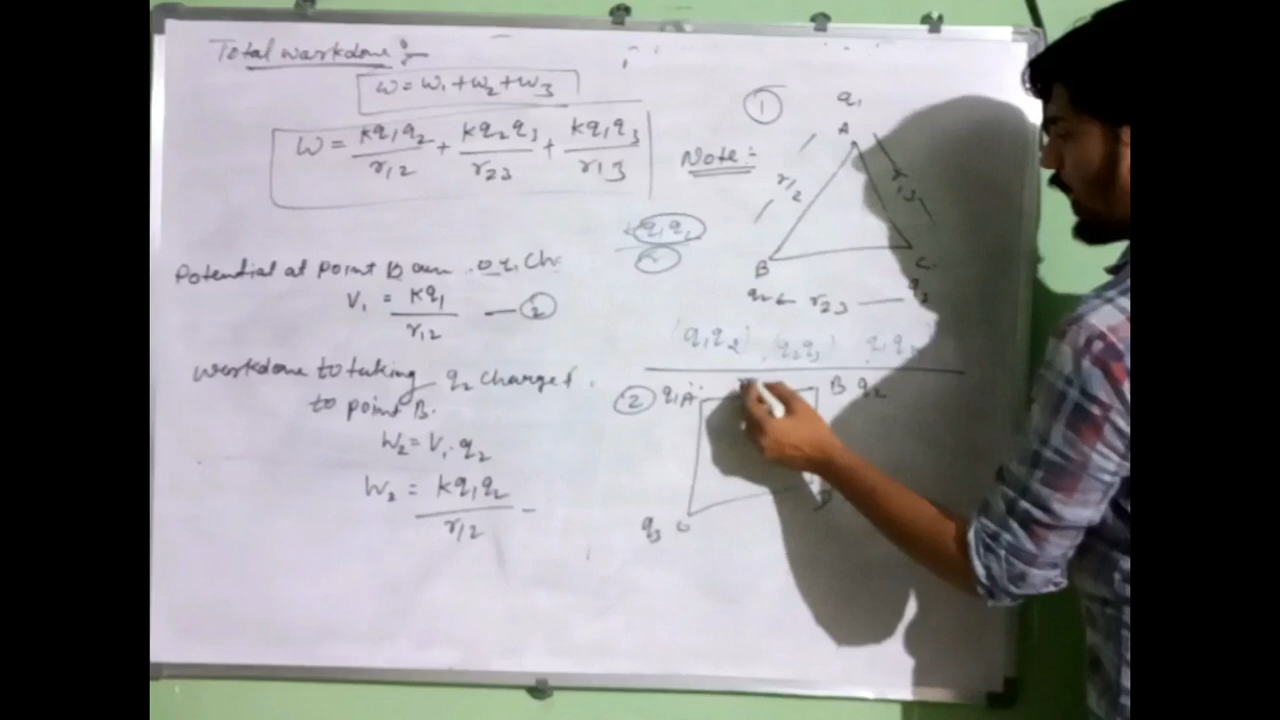 Total workdone :-
W = W1 + W2 + W3
W = kq1q2/r12 + kq2q3/r23 + kq1q3/r13
Potential at point B
V1 = kq1/r12 — ②
workdone to taking q2 charge
to point B.
W2 = V1 . q2
W2 = kq1q2/r12 -
Note :-
①
q1
A
r12
r13
B
C
q2 ← r23 —
q1q2
q2q3
②
q1 A
B q2
q3